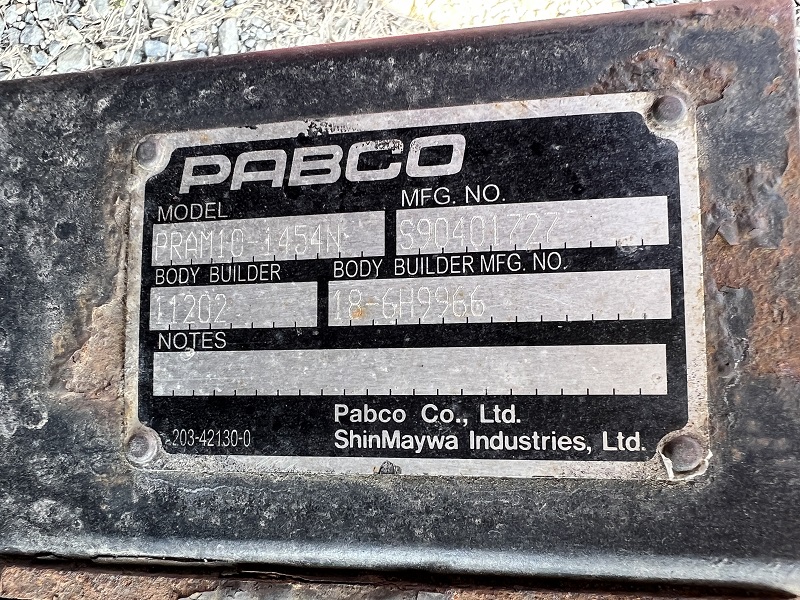 PABCO
MODEL MFG. NO.
PRAM10-1454N S90401727
BODY BUILDER BODY BUILDER MFG. NO.
11202 18-6H9966
NOTES
Pabco Co., Ltd.
203-42130-0 ShinMaywa Industries, Ltd.